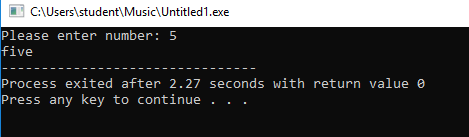 C:\Users\student\Music\Untitled1.exe
Please enter number: 5
five
--------------------------------
Process exited after 2.27 seconds with return value 0
Press any key to continue . . .